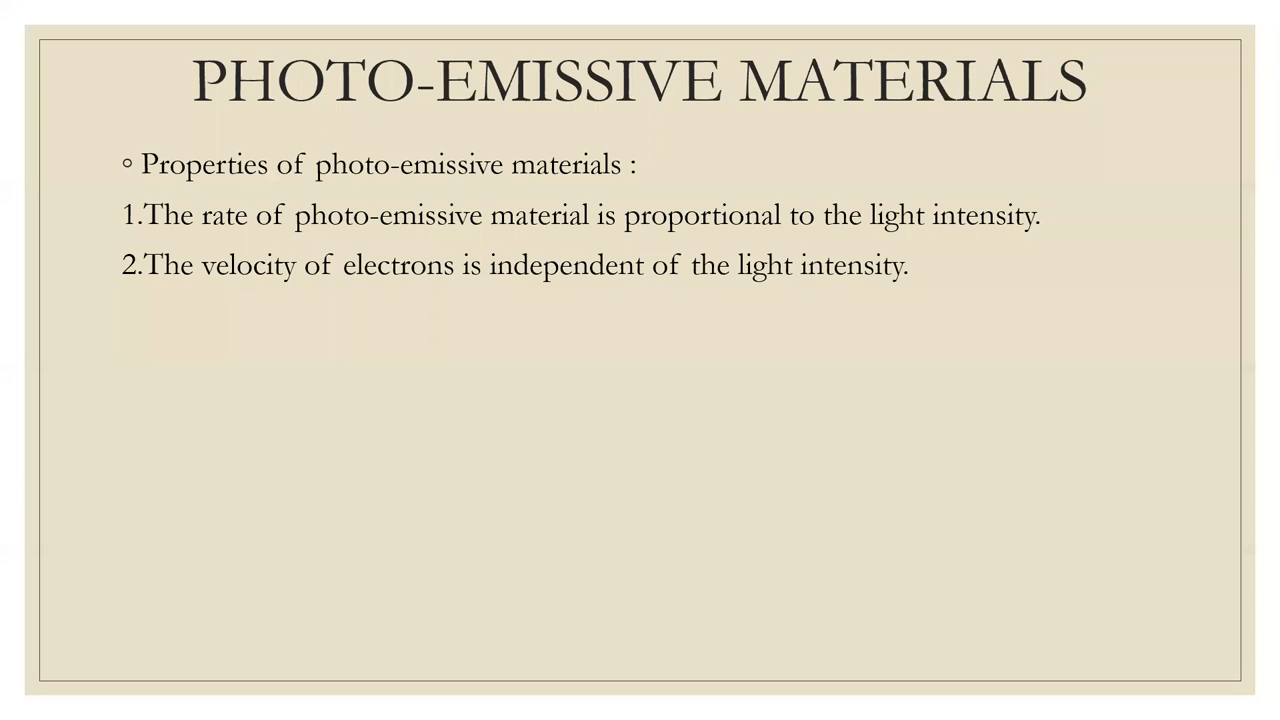 PHOTO-EMISSIVE MATERIALS
◦ Properties of photo-emissive materials :
1.The rate of photo-emissive material is proportional to the light intensity.
2.The velocity of electrons is independent of the light intensity.